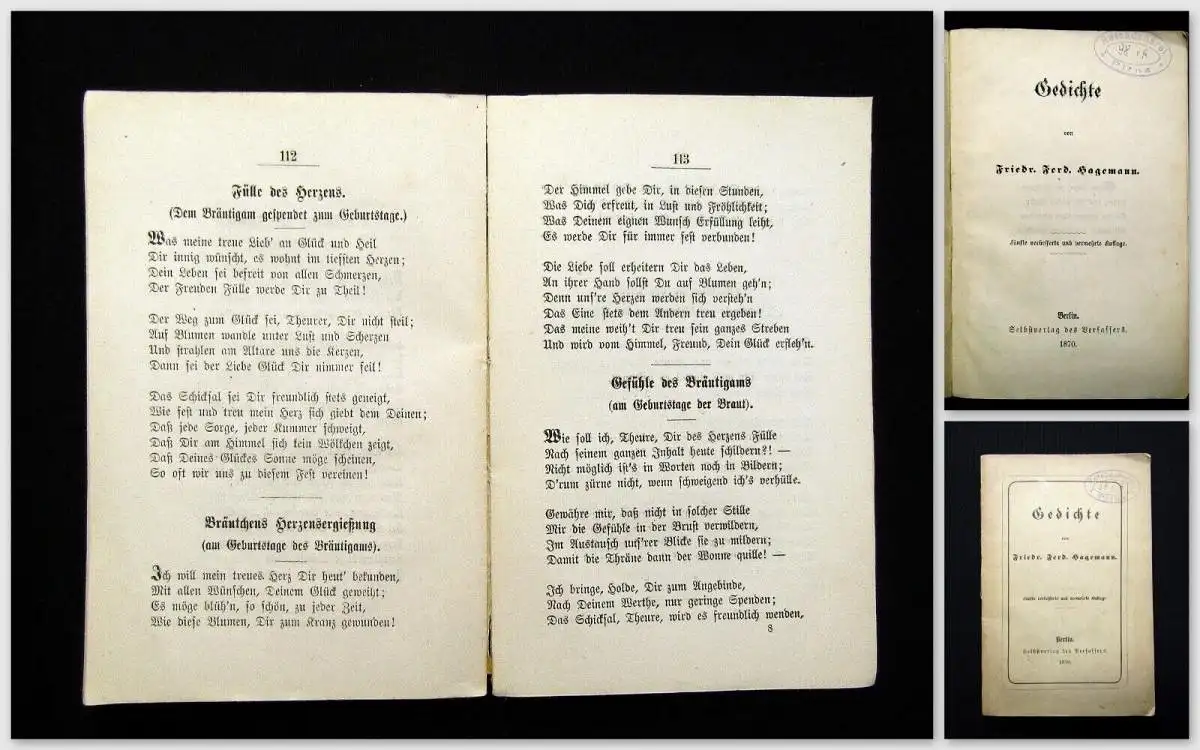 112
Fülle des Herzens.
(Dem Bräutigam gespendet zum Geburtstage.)
Was meine treue Lieb' an Glück und Heil
Dir innig wünscht, es wohnt im tiefsten Herzen;
Dein Leben sei befreit von allen Schmerzen,
Der Freuden Fülle werde Dir zu Theil!
Der Weg zum Glück sei, Theurer, Dir nicht steil;
Auf Blumen wandle unter Lust und Scherzen
Und strahlen am Altare uns die Kerzen,
Dann sei der Liebe Glück Dir nimmer feil!
Das Schicksal sei Dir freundlich stets geneigt,
Wie fest und treu mein Herz sich giebt dem Deinen;
Daß jede Sorge, jeder Kummer schweigt,
Daß Dir am Himmel sich kein Wölkchen zeigt,
Daß Deines Glückes Sonne möge scheinen,
So oft wir uns zu diesem Fest vereinen!
Bräutchens Herzensergießung
(am Geburtstage des Bräutigams).
Ich will mein treues Herz Dir heut' bekunden,
Mit allen Wünschen, Deinem Glück geweiht;
Es möge blüh'n, so schön, zu jeder Zeit,
Wie diese Blumen, Dir zum Kranz gewunden!
113
Der Himmel gebe Dir, in diesen Stunden,
Was Dich erfreut, in Lust und Fröhlichkeit;
Was Deinem eignen Wunsch Erfüllung leiht,
Es werde Dir für immer fest verbunden!
Die Liebe soll erheitern Dir das Leben,
An ihrer Hand sollst Du auf Blumen geh'n;
Denn uns're Herzen werden sich versteh'n
Das Eine stets dem Andern treu ergeben!
Das meine weih't Dir treu sein ganzes Streben
Und wird vom Himmel, Freund, Dein Glück ersteh'n.
Gefühle des Bräutigams
(am Geburtstage der Braut).
Wie soll ich, Theure, Dir des Herzens Fülle
Nach seinem ganzen Inhalt heute schildern?! —
Nicht möglich ist's in Worten noch in Bildern;
D'rum zürne nicht, wenn schweigend ich's verhülle.
Gewähre mir, daß nicht in solcher Stille
Mir die Gefühle in der Brust verwildern,
Im Austausch uns'rer Blicke sie zu mildern;
Damit die Thräne dann der Wonne quille! —
Ich bringe, Holde, Dir zum Angebinde,
Nach Deinem Werthe, nur geringe Spenden;
Das Schicksal, Theure, wird es freundlich wenden,
8
Gedichte
von
Friedr. Ferd. Hagemann.
Fünfte verbesserte und vermehrte Auflage.
Berlin.
Selbstverlag des Verfassers.
1870.
Gedichte
von
Friedr. Ferd. Hagemann.
Fünfte verbesserte und vermehrte Auflage.
Berlin.
Selbstverlag des Verfassers.
1870.